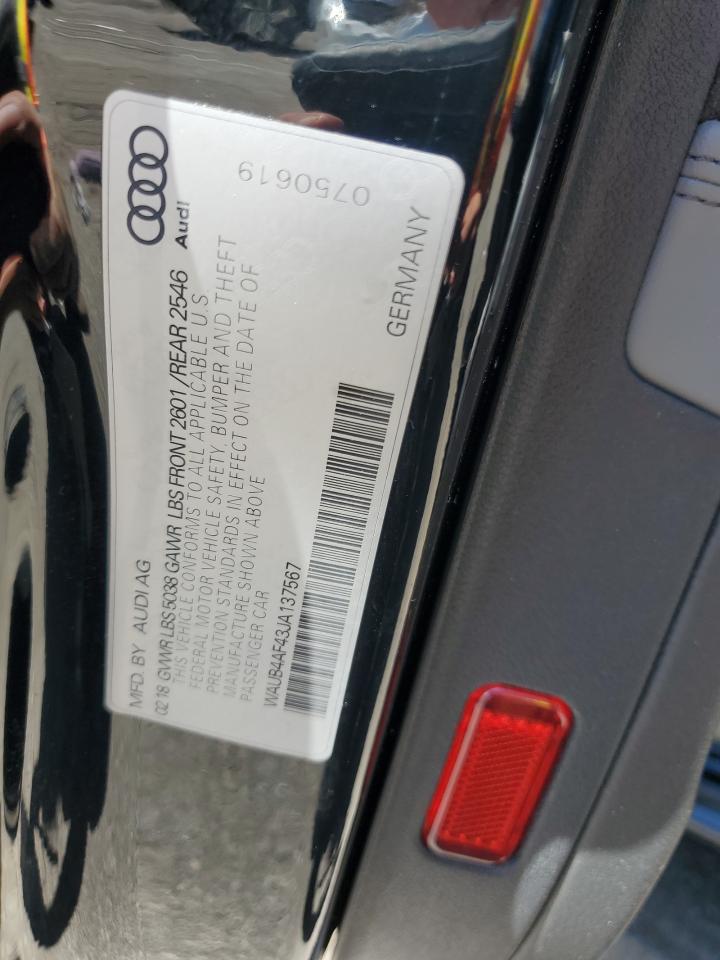 MFD. BY AUDI AG
02 18 GVWR LBS 5038 GAWR LBS FRONT 2601 /REAR 2546
THIS VEHICLE CONFORMS TO ALL APPLICABLE U.S
FEDERAL MOTOR VEHICLE SAFETY, BUMPER AND THEFT
PREVENTION STANDARDS IN EFFECT ON THE DATE OF
MANUFACTURE SHOWN ABOVE
PASSENGER CAR
WAUB4AF43JA137567
Audi
GERMANY
0750619